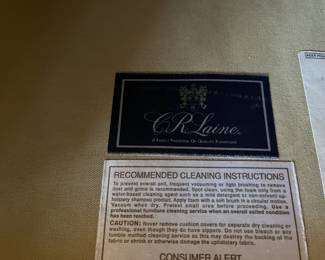 C.R. Laine
A FAMILY TRADITION OF QUALITY FURNITURE
RECOMMENDED CLEANING INSTRUCTIONS
To prevent overall soil, frequent vacuuming or light brushing to remove
dust and grime is recommended. Spot clean, using the foam only from a
water-based cleaning agent such as a mild detergent or non-solvent up-
holstery shampoo product. Apply foam with a soft brush in a circular motion.
Vacuum when dry. Pretest small area before proceeding. Use a
professional furniture cleaning service when an overall soiled condition
has been reached.
CAUTION: Never remove cushion covers for separate dry cleaning or
washing, even though they do have zippers. Do not use bleach or any
tumble method cleaning service as this may destroy the backing of the
fabric or shrink or otherwise damage the upholstery fabric.
CONSUMER ALERT